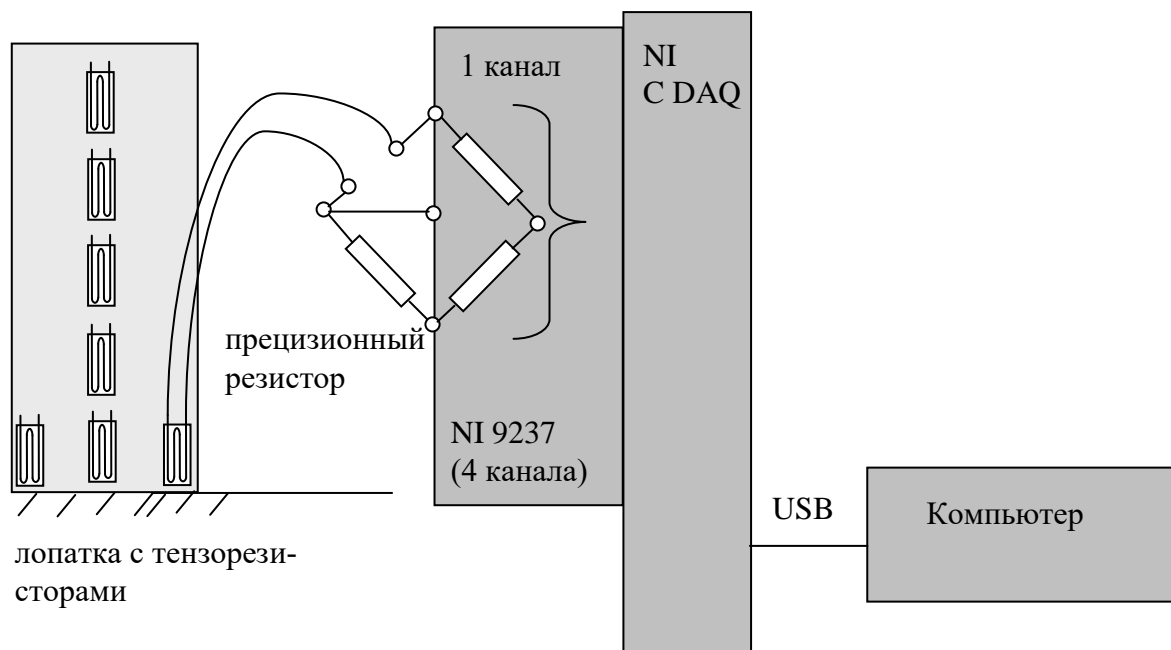 1 канал
NI
C DAQ
прецизионный
резистор
NI 9237
(4 канала)
USB
Компьютер
лопатка с тензорези-
сторами